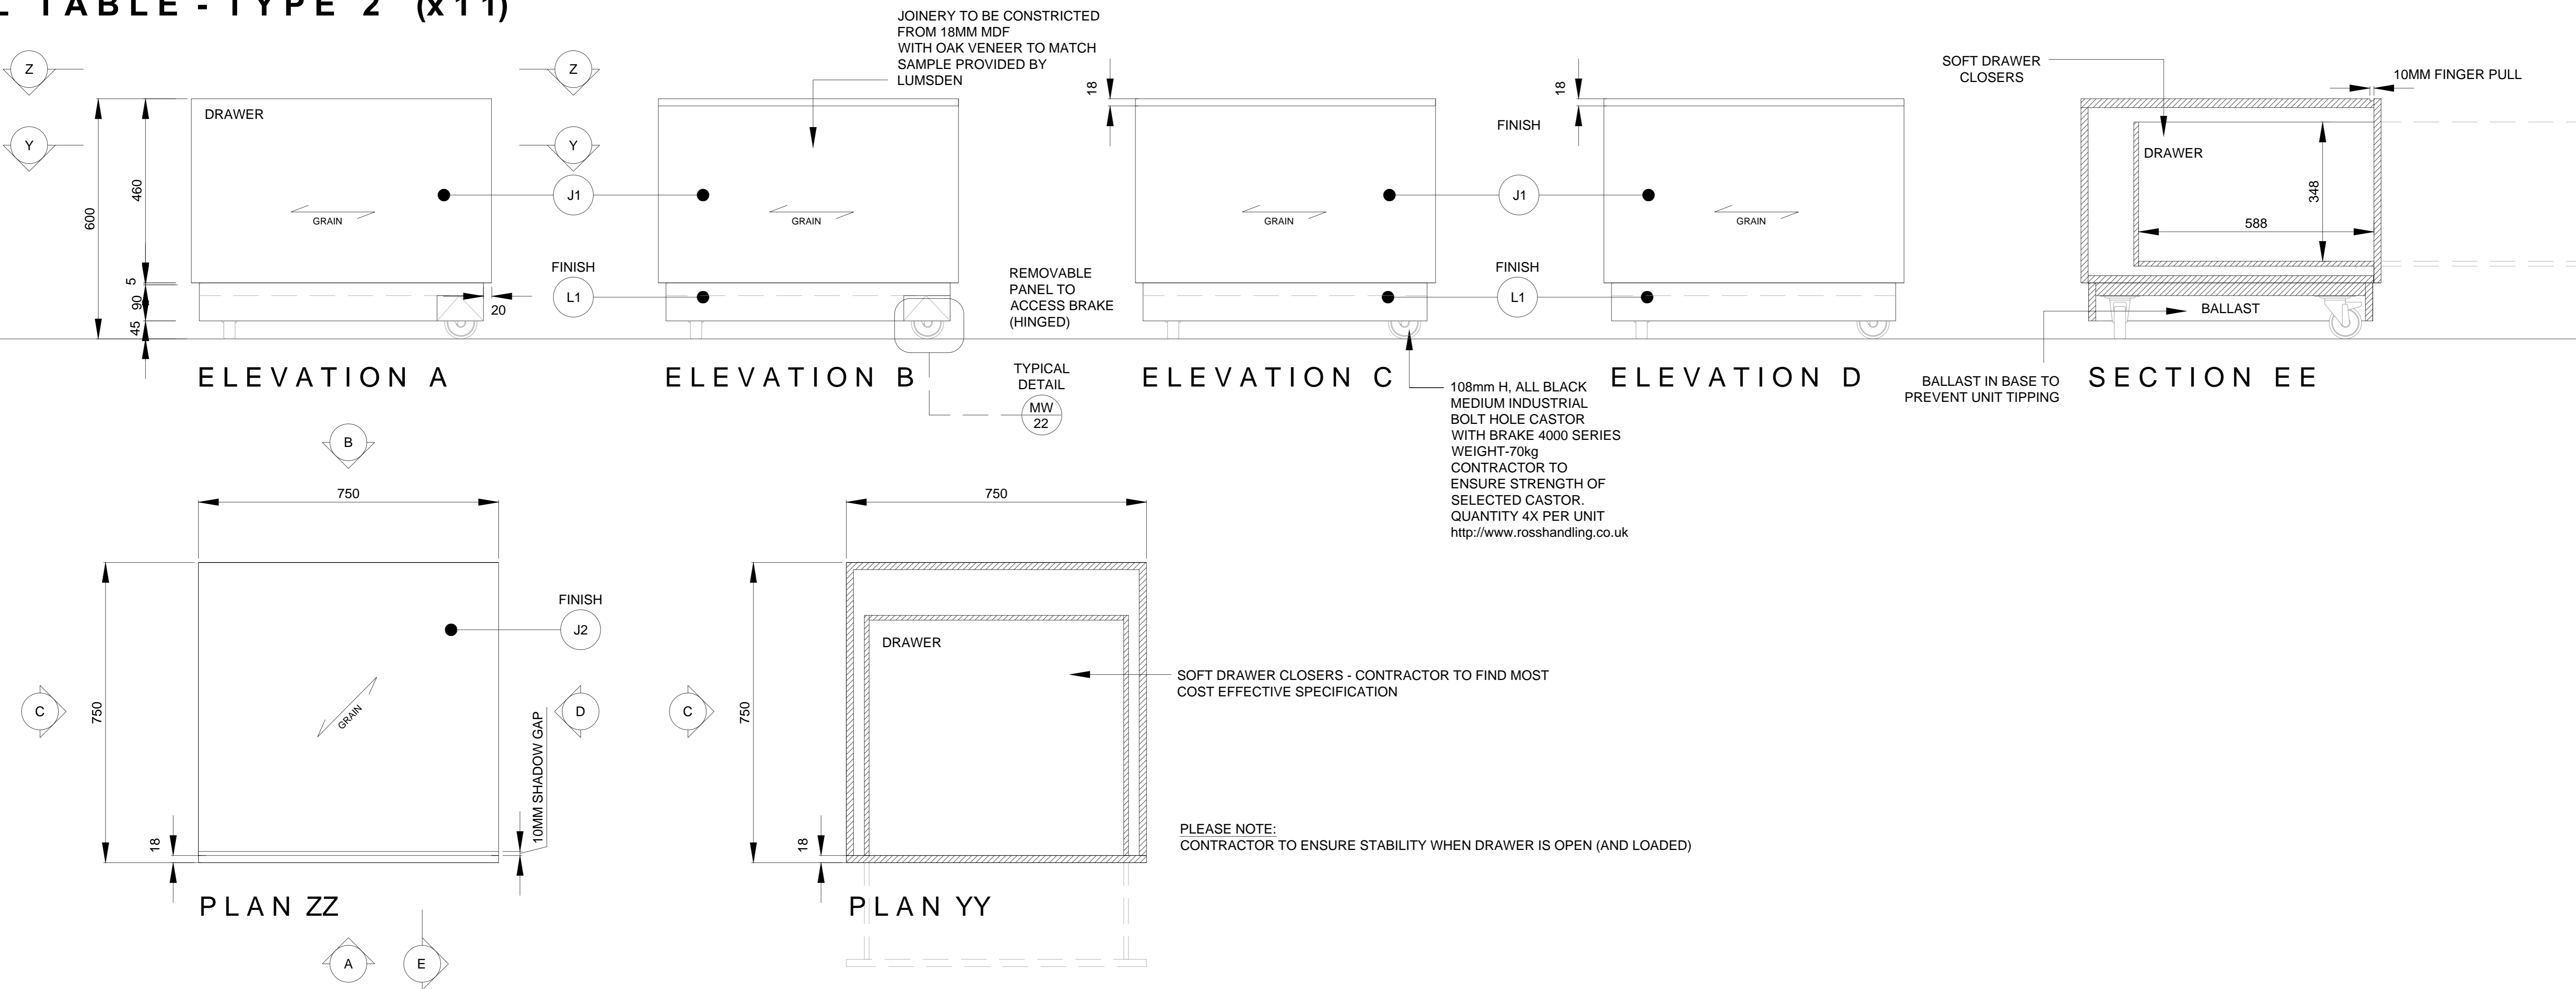 L TABLE - TYPE 2 (x11)
JOINERY TO BE CONSTRICTED
FROM 18MM MDF
WITH OAK VENEER TO MATCH
SAMPLE PROVIDED BY
LUMSDEN
Z
Z
Y
Y
DRAWER
600
460
5
90
45
20
GRAIN
J1
GRAIN
FINISH
L1
REMOVABLE
PANEL TO
ACCESS BRAKE
(HINGED)
18
GRAIN
FINISH
J1
FINISH
L1
18
GRAIN
SOFT DRAWER
CLOSERS
10MM FINGER PULL
DRAWER
348
588
BALLAST
ELEVATION A
ELEVATION B
TYPICAL
DETAIL
MW
22
ELEVATION C
108mm H, ALL BLACK
MEDIUM INDUSTRIAL
BOLT HOLE CASTOR
WITH BRAKE 4000 SERIES
WEIGHT-70kg
CONTRACTOR TO
ENSURE STRENGTH OF
SELECTED CASTOR.
QUANTITY 4X PER UNIT
http://www.rosshandling.co.uk
ELEVATION D
BALLAST IN BASE TO
PREVENT UNIT TIPPING
SECTION EE
B
750
750
FINISH
J2
GRAIN
C
750
D
10MM SHADOW GAP
18
C
750
DRAWER
SOFT DRAWER CLOSERS - CONTRACTOR TO FIND MOST
COST EFFECTIVE SPECIFICATION
18
PLEASE NOTE:
CONTRACTOR TO ENSURE STABILITY WHEN DRAWER IS OPEN (AND LOADED)
PLAN ZZ
PLAN YY
A
E